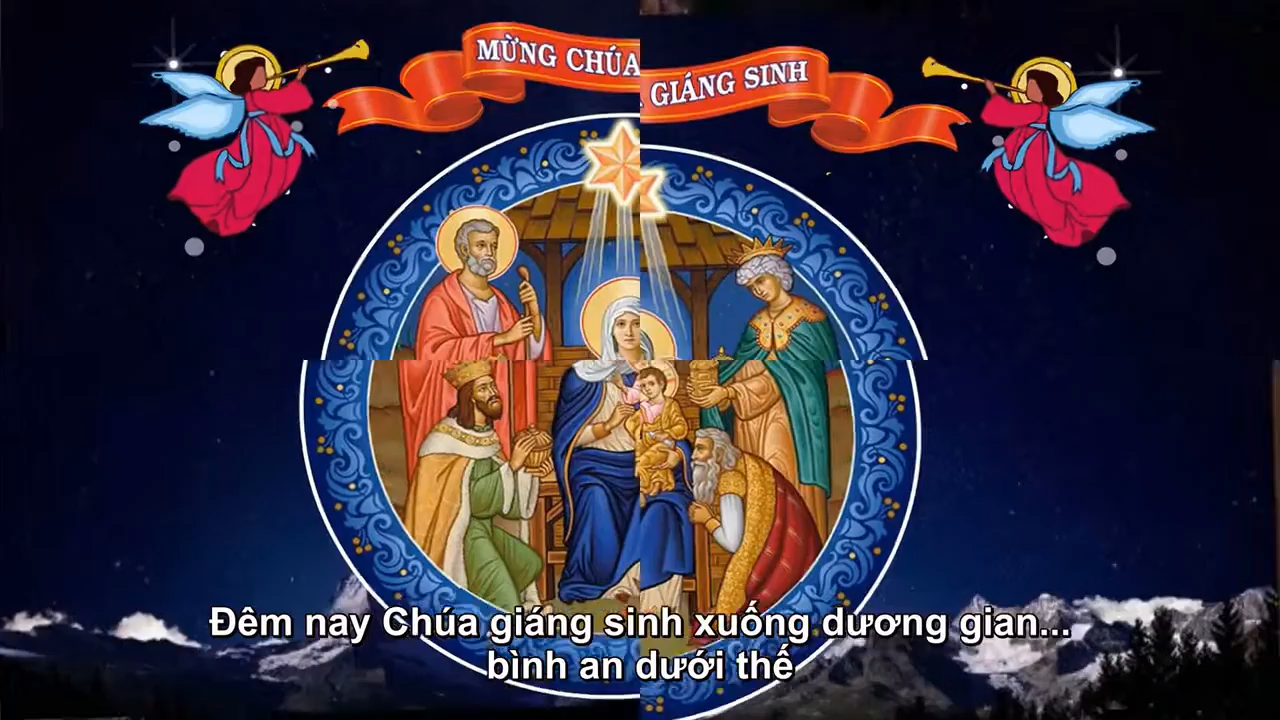 MỪNG CHÚA GIÁNG SINH
Đêm nay Chúa giáng sinh xuống dương gian...
bình an dưới thế